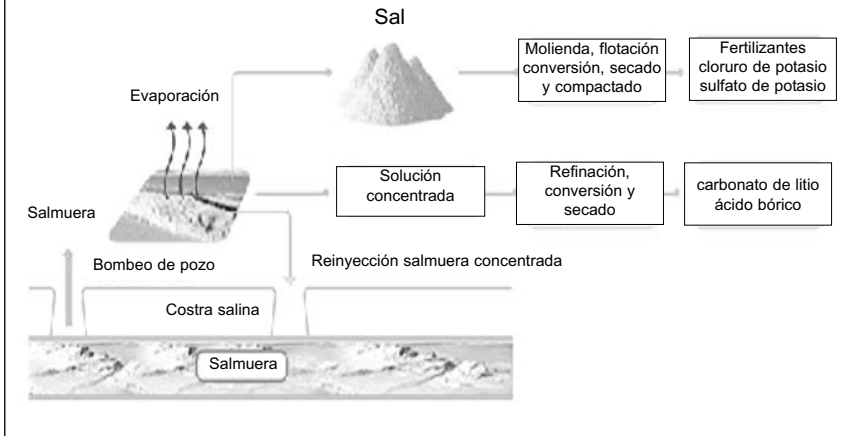 Sal
Molienda, flotación
conversión, secado
y compactado
Fertilizantes
cloruro de potasio
sulfato de potasio
Evaporación
Solución
concentrada
Refinación,
conversión y
secado
carbonato de litio
ácido bórico
Salmuera
Bombeo de pozo
Reinyección salmuera concentrada
Costra salina
Salmuera